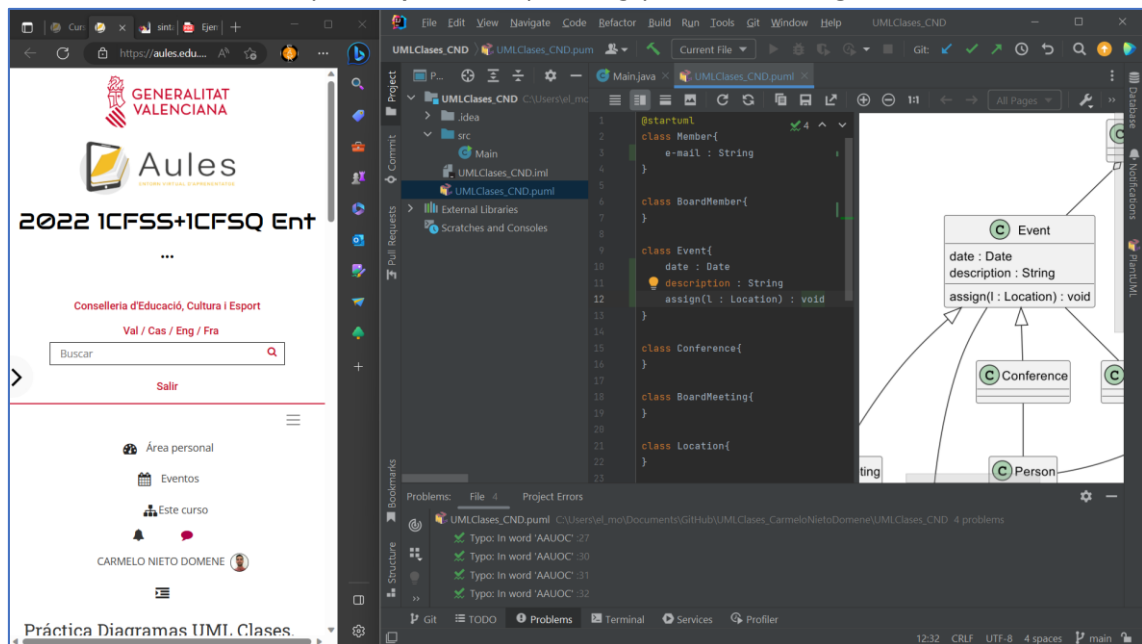 Cur
sint:
Ejer
https://aules.edu....
GENERALITAT
VALENCIANA
Aules
ENTORN VIRTUAL D'APRENENTATGE
2022 1CFSS+1CFSQ Ent
...
Conselleria d'Educació, Cultura i Esport
Val / Cas / Eng / Fra
Buscar
Salir
Área personal
Eventos
Este curso
CARMELO NIETO DOMENE
Práctica Diagramas UML Clases.
File Edit View Navigate Code Refactor Build Run Tools Git Window Help UMLClases_CND
UMLClases_CND UMLClases_CND.pum Current File Git:
Project
Commit
Pull Requests
Bookmarks
Structure
P...
UMLClases_CND C:\Users\el_mo
.idea
src
Main
UMLClases_CND.iml
UMLClases_CND.puml
External Libraries
Scratches and Consoles
Main.java UMLClases_CND.puml
1:1 All Pages
4
1 @startuml
2 class Member{
3 e-mail : String
4 }
5
6 class BoardMember{
7 }
8
9 class Event{
10 date : Date
11 description : String
12 assign(l : Location) : void
13 }
14
15 class Conference{
16 }
17
18 class BoardMeeting{
19 }
20
21 class Location{
22 }
23
C
C Event
date : Date
description : String
assign(l : Location) : void
C Conference
C
ting
C Person
Database
Notifications
PlantUML
Problems: File 4 Project Errors
UMLClases_CND.puml C:\Users\el_mo\Documents\GitHub\UMLClases_CarmeloNietoDomene\UMLClases_CND 4 problems
Typo: In word 'AAUOC' :27
Typo: In word 'AAUOC' :30
Typo: In word 'AAUOC' :31
Typo: In word 'AAUOC' :32
Git TODO Problems Terminal Services Profiler
12:32 CRLF UTF-8 4 spaces main